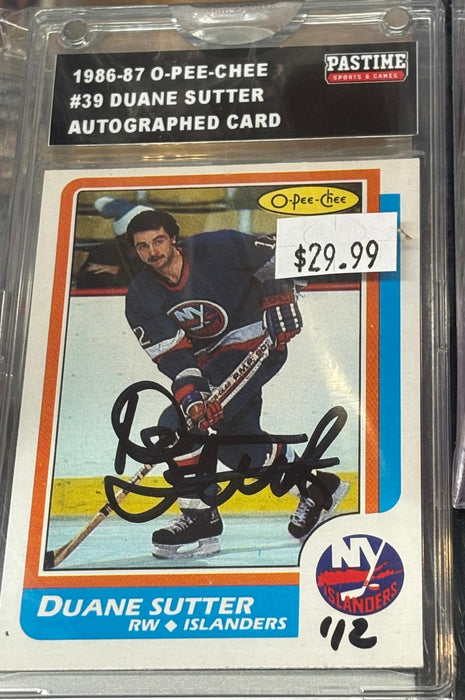 1986-87 O-PEE-CHEE
#39 DUANE SUTTER
AUTOGRAPHED CARD
PASTIME
SPORTS & GAMES
O-Pee-Chee
$29.99
NY
DUANE SUTTER
RW ◆ ISLANDERS
NY
ISLANDERS